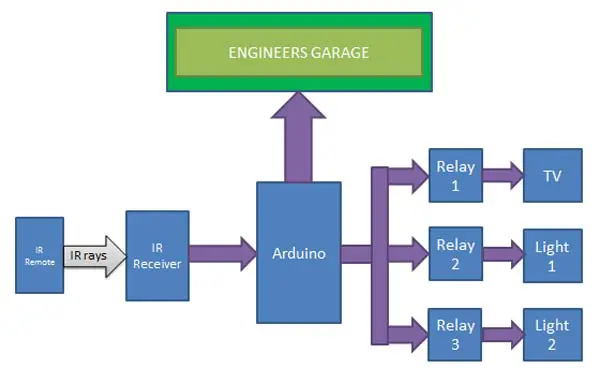 ENGINEERS GARAGE
IR
Remote
IR rays
IR
Receiver
Arduino
Relay
1
TV
Relay
2
Light
1
Relay
3
Light
2